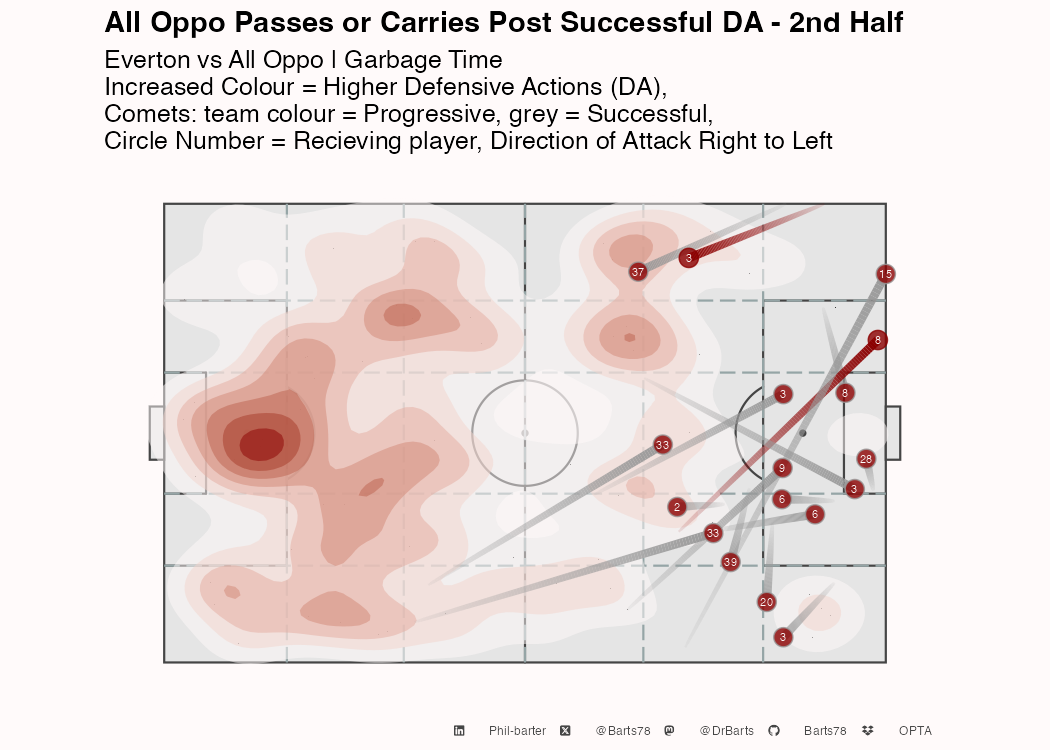 All Oppo Passes or Carries Post Successful DA - 2nd Half
Everton vs All Oppo | Garbage Time
Increased Colour = Higher Defensive Actions (DA),
Comets: team colour = Progressive, grey = Successful,
Circle Number = Recieving player, Direction of Attack Right to Left
37
3
15
8
3
8
33
28
9
3
6
2
6
33
39
20
3
Phil-barter @Barts78 @DrBarts Barts78 OPTA